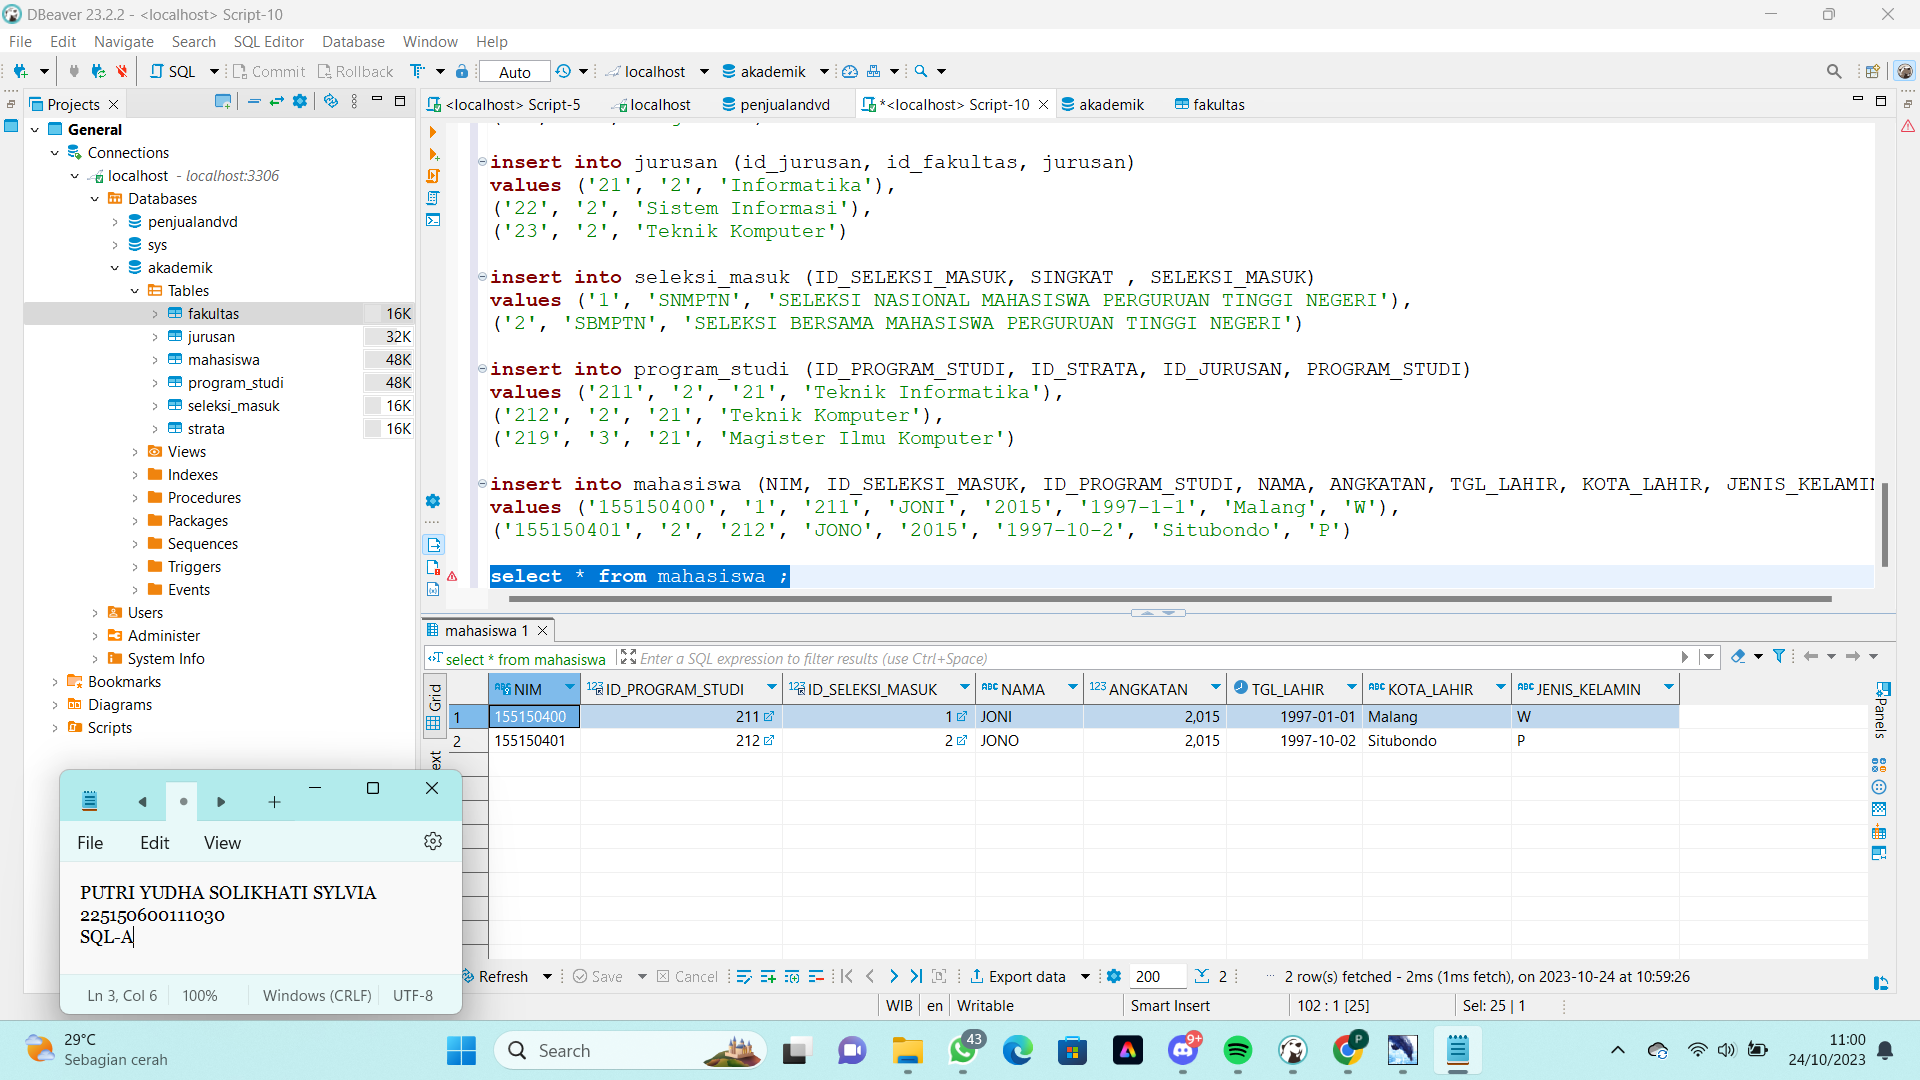 DBeaver 23.2.2 - <localhost> Script-10
File Edit Navigate Search SQL Editor Database Window Help
SQL Commit Rollback Auto localhost akademik
Projects
<localhost> Script-5 localhost penjualandvd *<localhost> Script-10 akademik fakultas
General
Connections
localhost - localhost:3306
Databases
penjualandvd
sys
akademik
Tables
fakultas 16K
jurusan 32K
mahasiswa 48K
program_studi 48K
seleksi_masuk 16K
strata 16K
Views
Indexes
Procedures
Packages
Sequences
Triggers
Events
Users
Administer
System Info
Bookmarks
Diagrams
Scripts
insert into jurusan (id_jurusan, id_fakultas, jurusan)
values ('21', '2', 'Informatika'),
('22', '2', 'Sistem Informasi'),
('23', '2', 'Teknik Komputer')
insert into seleksi_masuk (ID_SELEKSI_MASUK, SINGKAT , SELEKSI_MASUK)
values ('1', 'SNMPTN', 'SELEKSI NASIONAL MAHASISWA PERGURUAN TINGGI NEGERI'),
('2', 'SBMPTN', 'SELEKSI BERSAMA MAHASISWA PERGURUAN TINGGI NEGERI')
insert into program_studi (ID_PROGRAM_STUDI, ID_STRATA, ID_JURUSAN, PROGRAM_STUDI)
values ('211', '2','21', 'Teknik Informatika'),
('212', '2', '21', 'Teknik Komputer'),
('219', '3', '21', 'Magister Ilmu Komputer')
insert into mahasiswa (NIM, ID_SELEKSI_MASUK, ID_PROGRAM_STUDI, NAMA, ANGKATAN, TGL_LAHIR, KOTA_LAHIR, JENIS_KELAMIN
values ('155150400', '1', '211', 'JONI', '2015', '1997-1-1', 'Malang', 'W'),
('155150401', '2', '212', 'JONO', '2015', '1997-10-2', 'Situbondo', 'P')
select * from mahasiswa ;
mahasiswa 1
select * from mahasiswa Enter a SQL expression to filter results (use Ctrl+Space)
Grid
Panels
NIM ID_PROGRAM_STUDI ID_SELEKSI_MASUK NAMA ANGKATAN TGL_LAHIR KOTA_LAHIR JENIS_KELAMIN
1 155150400 211 1 JONI 2,015 1997-01-01 Malang W
2 155150401 212 2 JONO 2,015 1997-10-02 Situbondo P
File Edit View
PUTRI YUDHA SOLIKHATI SYLVIA
225150600111030
SQL-A
Ln 3, Col 6 100% Windows (CRLF) UTF-8
Refresh Save Cancel Export data 200 2 2 row(s) fetched - 2ms (1ms fetch), on 2023-10-24 at 10:59:26
WIB en Writable Smart Insert 102 : 1 [25] Sel: 25 | 1
29°C
Sebagian cerah
Search
43
9+
P
11:00
24/10/2023